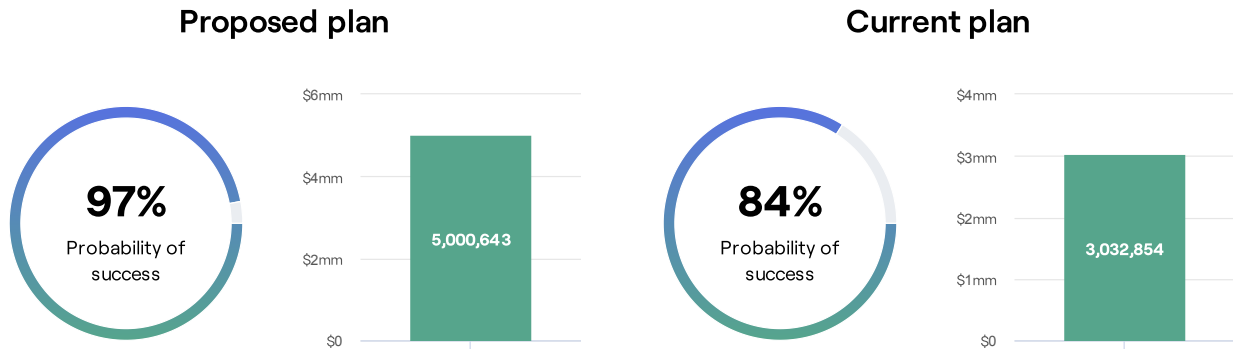 Proposed plan
97%
Probability of
success
$6mm
$4mm
$2mm
$0
5,000,643
Current plan
84%
Probability of
success
$4mm
$3mm
$2mm
$1mm
$0
3,032,854